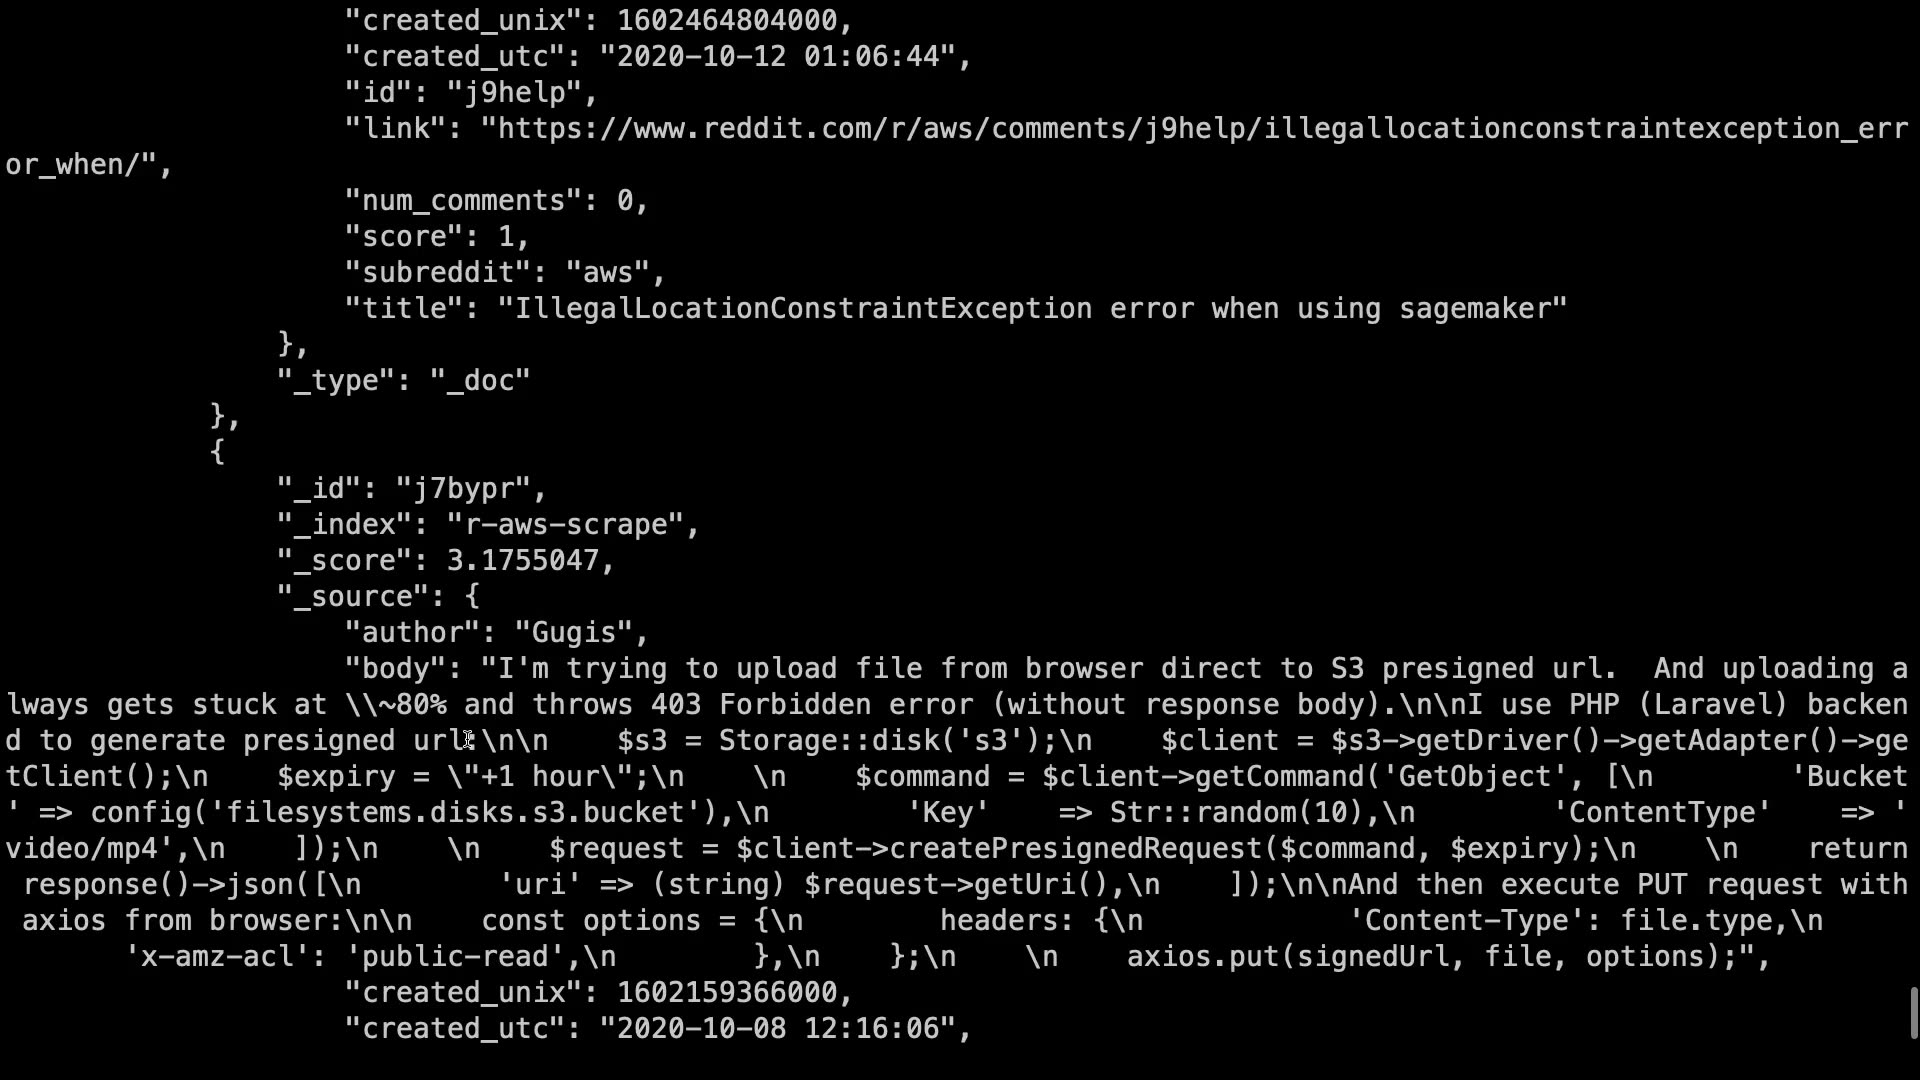 "created_unix": 1602464804000,
"created_utc": "2020-10-12 01:06:44",
"id": "j9help",
"link": "https://www.reddit.com/r/aws/comments/j9help/illegallocationconstraintexception_err
or_when/",
"num_comments": 0,
"score": 1,
"subreddit": "aws",
"title": "IllegalLocationConstraintException error when using sagemaker"
},
"_type": "_doc"
},
{
"_id": "j7bypr",
"_index": "r-aws-scrape",
"_score": 3.1755047,
"_source": {
"author": "Gugis",
"body": "I'm trying to upload file from browser direct to S3 presigned url.  And uploading a
lways gets stuck at \\~80% and throws 403 Forbidden error (without response body).\n\nI use PHP (Laravel) backen
d to generate presigned url:\n\n    $s3 = Storage::disk('s3');\n    $client = $s3->getDriver()->getAdapter()->ge
tClient();\n    $expiry = \"+1 hour\";\n    \n    $command = $client->getCommand('GetObject', [\n        'Bucket
' => config('filesystems.disks.s3.bucket'),\n        'Key'    => Str::random(10),\n        'ContentType'    => '
video/mp4',\n    ]);\n    \n    $request = $client->createPresignedRequest($command, $expiry);\n    \n    return
 response()->json([\n        'uri' => (string) $request->getUri(),\n    ]);\n\nAnd then execute PUT request with
 axios from browser:\n\n    const options = {\n        headers: {\n            'Content-Type': file.type,\n
       'x-amz-acl': 'public-read',\n        },\n    };\n    \n    axios.put(signedUrl, file, options);",
"created_unix": 1602159366000,
"created_utc": "2020-10-08 12:16:06",